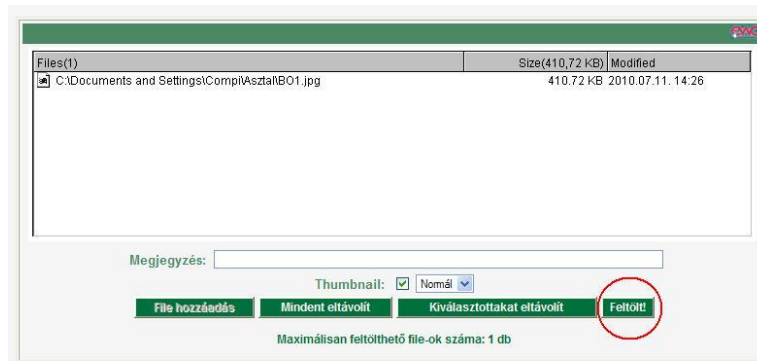 Files(1) Size(410,72 KB) Modified
C:\Documents and Settings\Compi\Asztal\BO1.jpg 410.72 KB 2010.07.11. 14:26
Megjegyzés:
Thumbnail: Normál
File hozzáadás Mindent eltávolít Kiválasztottakat eltávolít Feltölt!
Maximálisan feltölthető file-ok száma: 1 db